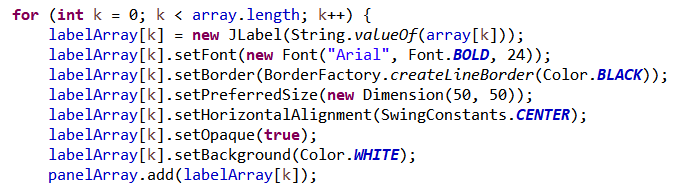 for (int k = 0; k < array.length; k++) {
    labelArray[k] = new JLabel(String.valueOf(array[k]));
    labelArray[k].setFont(new Font("Arial", Font.BOLD, 24));
    labelArray[k].setBorder(BorderFactory.createLineBorder(Color.BLACK));
    labelArray[k].setPreferredSize(new Dimension(50, 50));
    labelArray[k].setHorizontalAlignment(SwingConstants.CENTER);
    labelArray[k].setOpaque(true);
    labelArray[k].setBackground(Color.WHITE);
    panelArray.add(labelArray[k]);